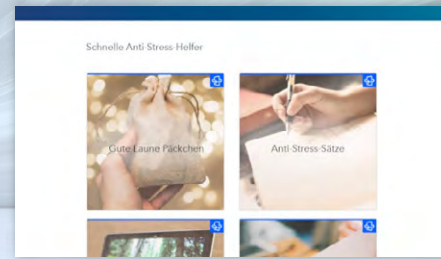 Schnelle Anti Stress Helfer
Gute Laune Päckchen
Anti-Stress-Sätze